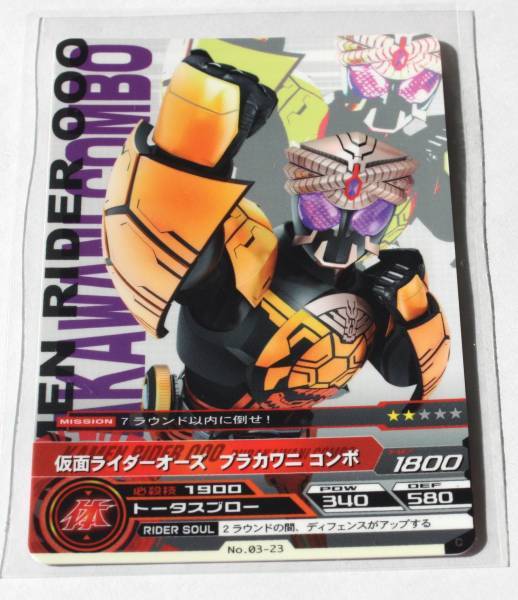 MEN RIDER OOO
KAWANI COMBO
MISSION 7ラウンド以内に倒せ!
仮面ライダーオーズ ブラカワニ コンボ
1800
体
必殺技 1900
トータスブロー
POW
340
DEF
580
RIDER SOUL 2ラウンドの間、ディフェンスがアップする
No.03-23
C